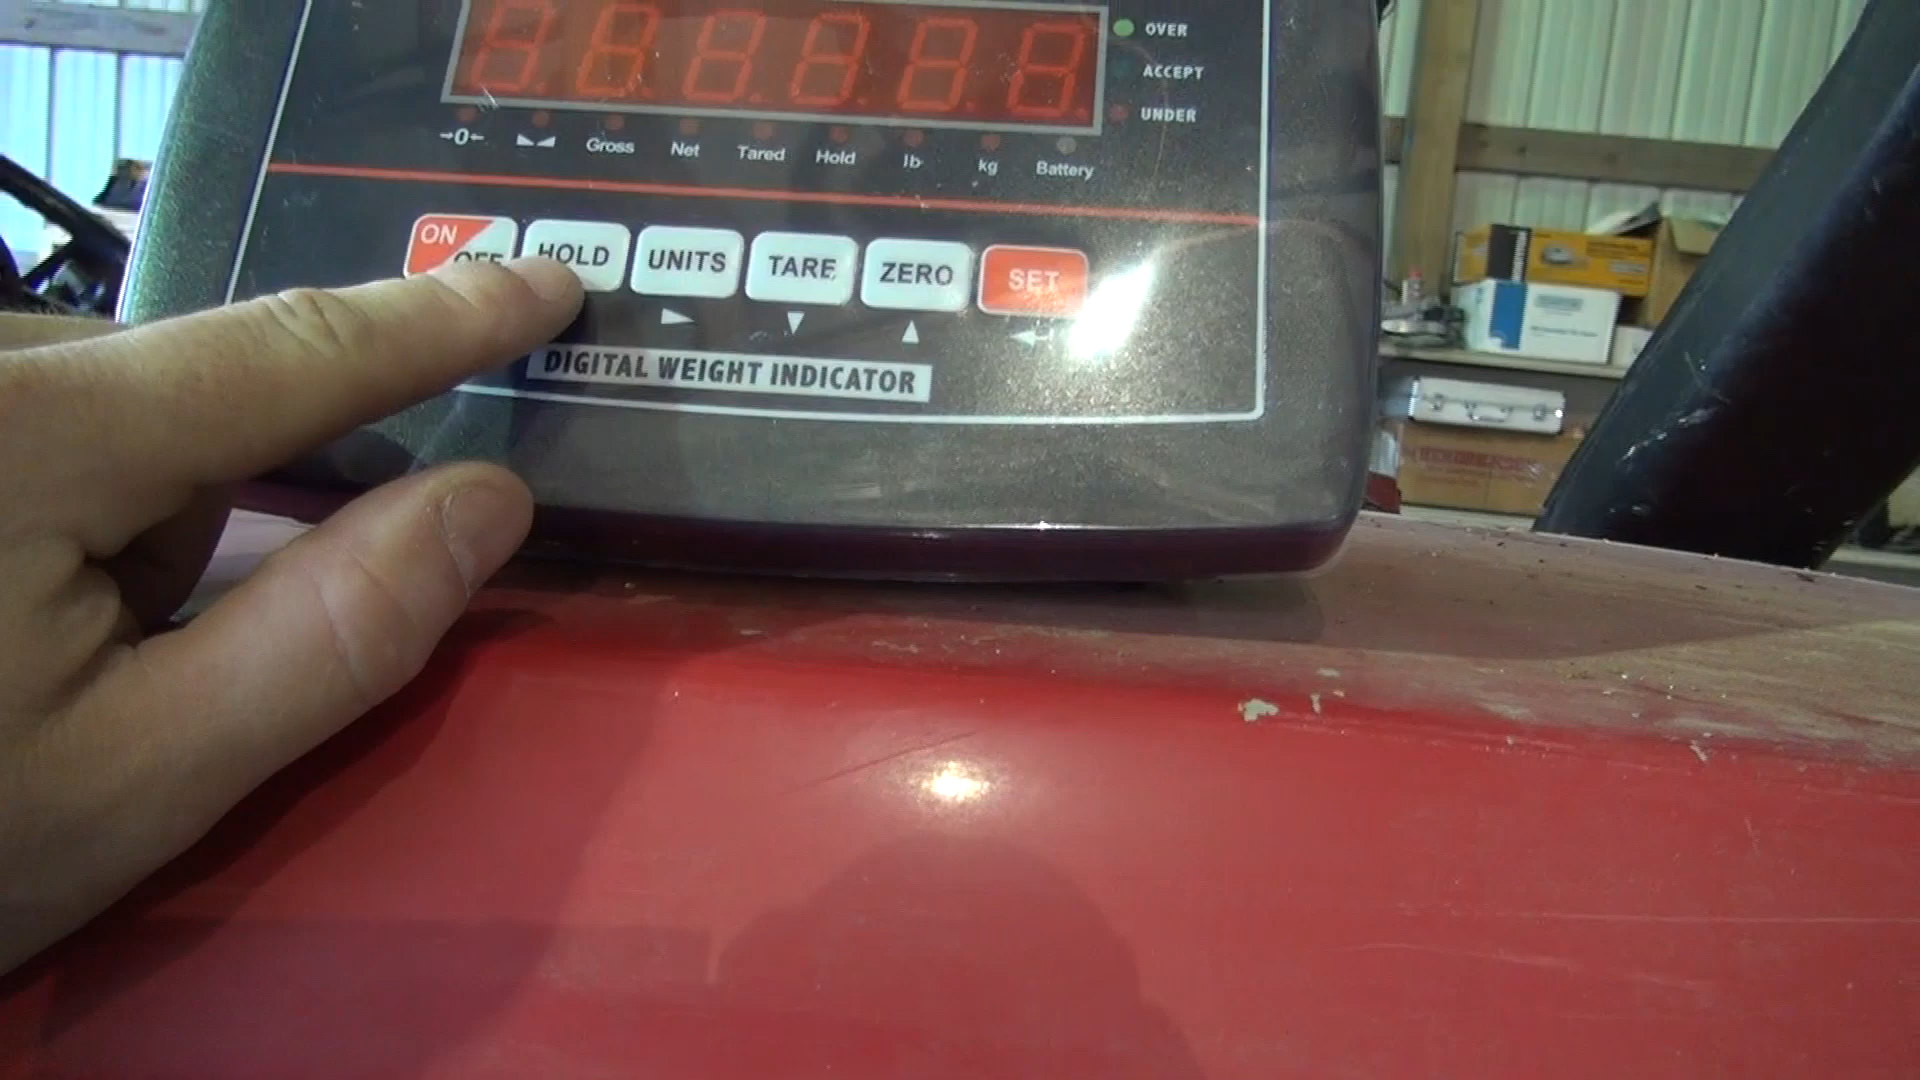 OVER
ACCEPT
UNDER
→0← Gross Net Tared Hold lb kg Battery
ON OFF HOLD UNITS TARE ZERO SET
DIGITAL WEIGHT INDICATOR